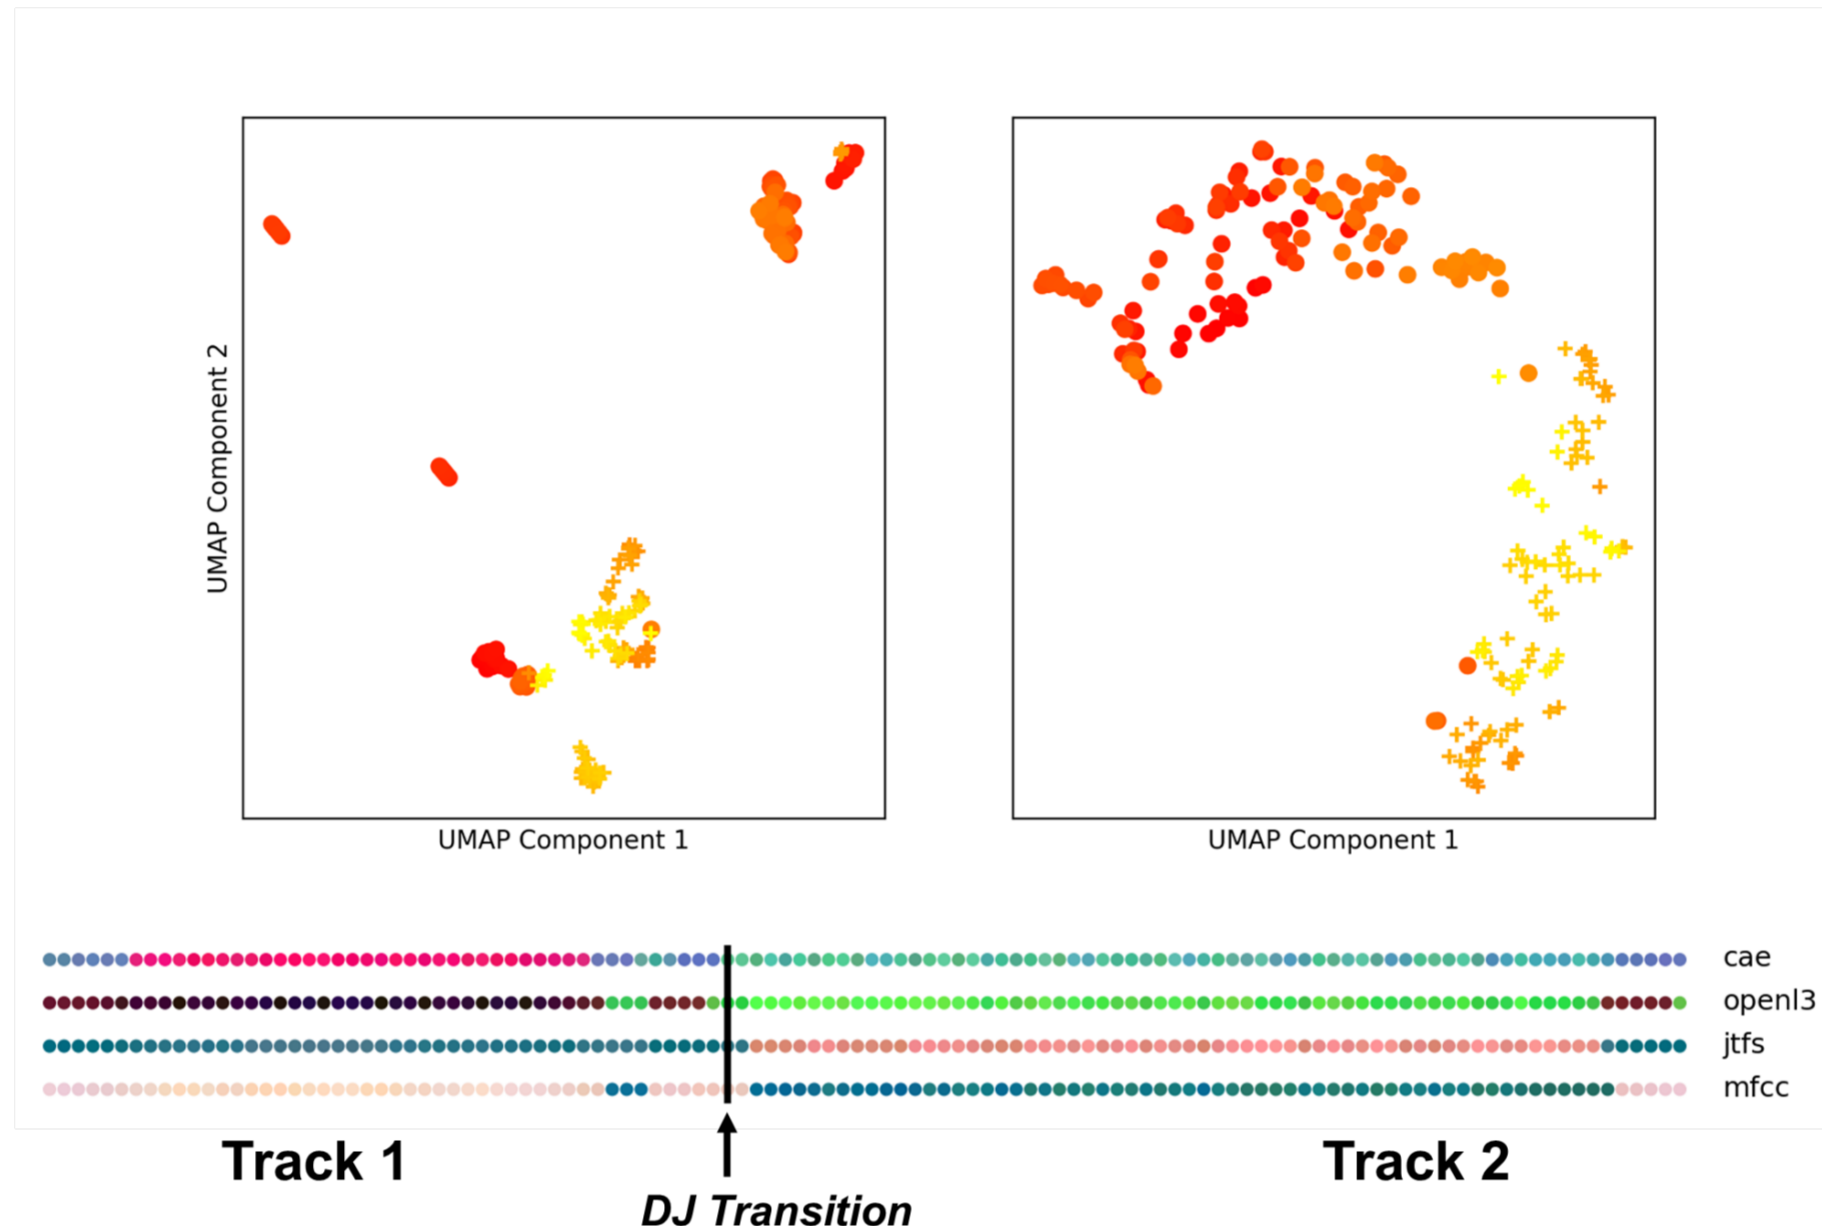 UMAP Component 2
UMAP Component 1
UMAP Component 1
cae
openl3
jtfs
mfcc
Track 1
Track 2
DJ Transition